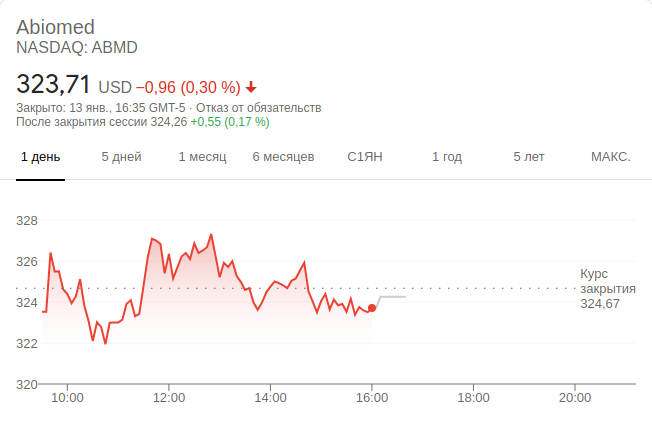 Abiomed
NASDAQ: ABMD
323,71 USD −0,96 (0,30 %)
Закрыто: 13 янв., 16:35 GMT-5 · Отказ от обязательств
После закрытия сессии 324,26 +0,55 (0,17 %)
1 день 5 дней 1 месяц 6 месяцев С1ЯН 1 год 5 лет МАКС.
328
326
324
322
320
Курс
закрытия
324,67
10:00 12:00 14:00 16:00 18:00 20:00